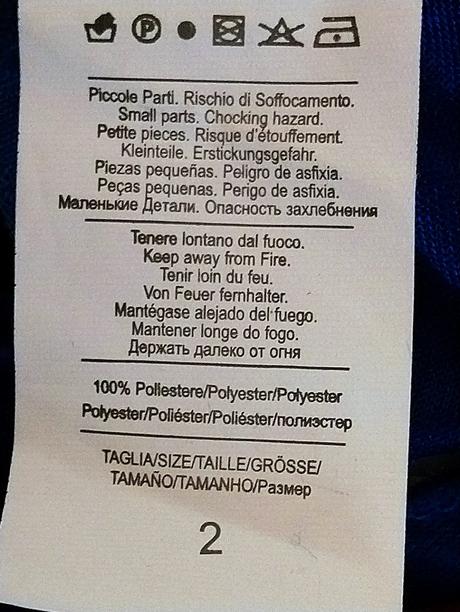 P
Piccole Parti. Rischio di Soffocamento.
Small parts. Chocking hazard.
Petite pieces. Risque d'étouffement.
Kleinteile. Erstickungsgefahr.
Piezas pequeñas. Peligro de asfixia.
Peças pequenas. Perigo de asfixia.
Маленькие Детали. Опасность захлебнения
Tenere lontano dal fuoco.
Keep away from Fire.
Tenir loin du feu.
Von Feuer fernhalter.
Mantégase alejado del fuego.
Mantener longe do fogo.
Держать далеко от огня
100% Poliestere/Polyester/Polyester
Polyester/Poliéster/Poliéster/полиэстер
TAGLIA/SIZE/TAILLE/GRÖSSE/
TAMAÑO/TAMANHO/Размер
2